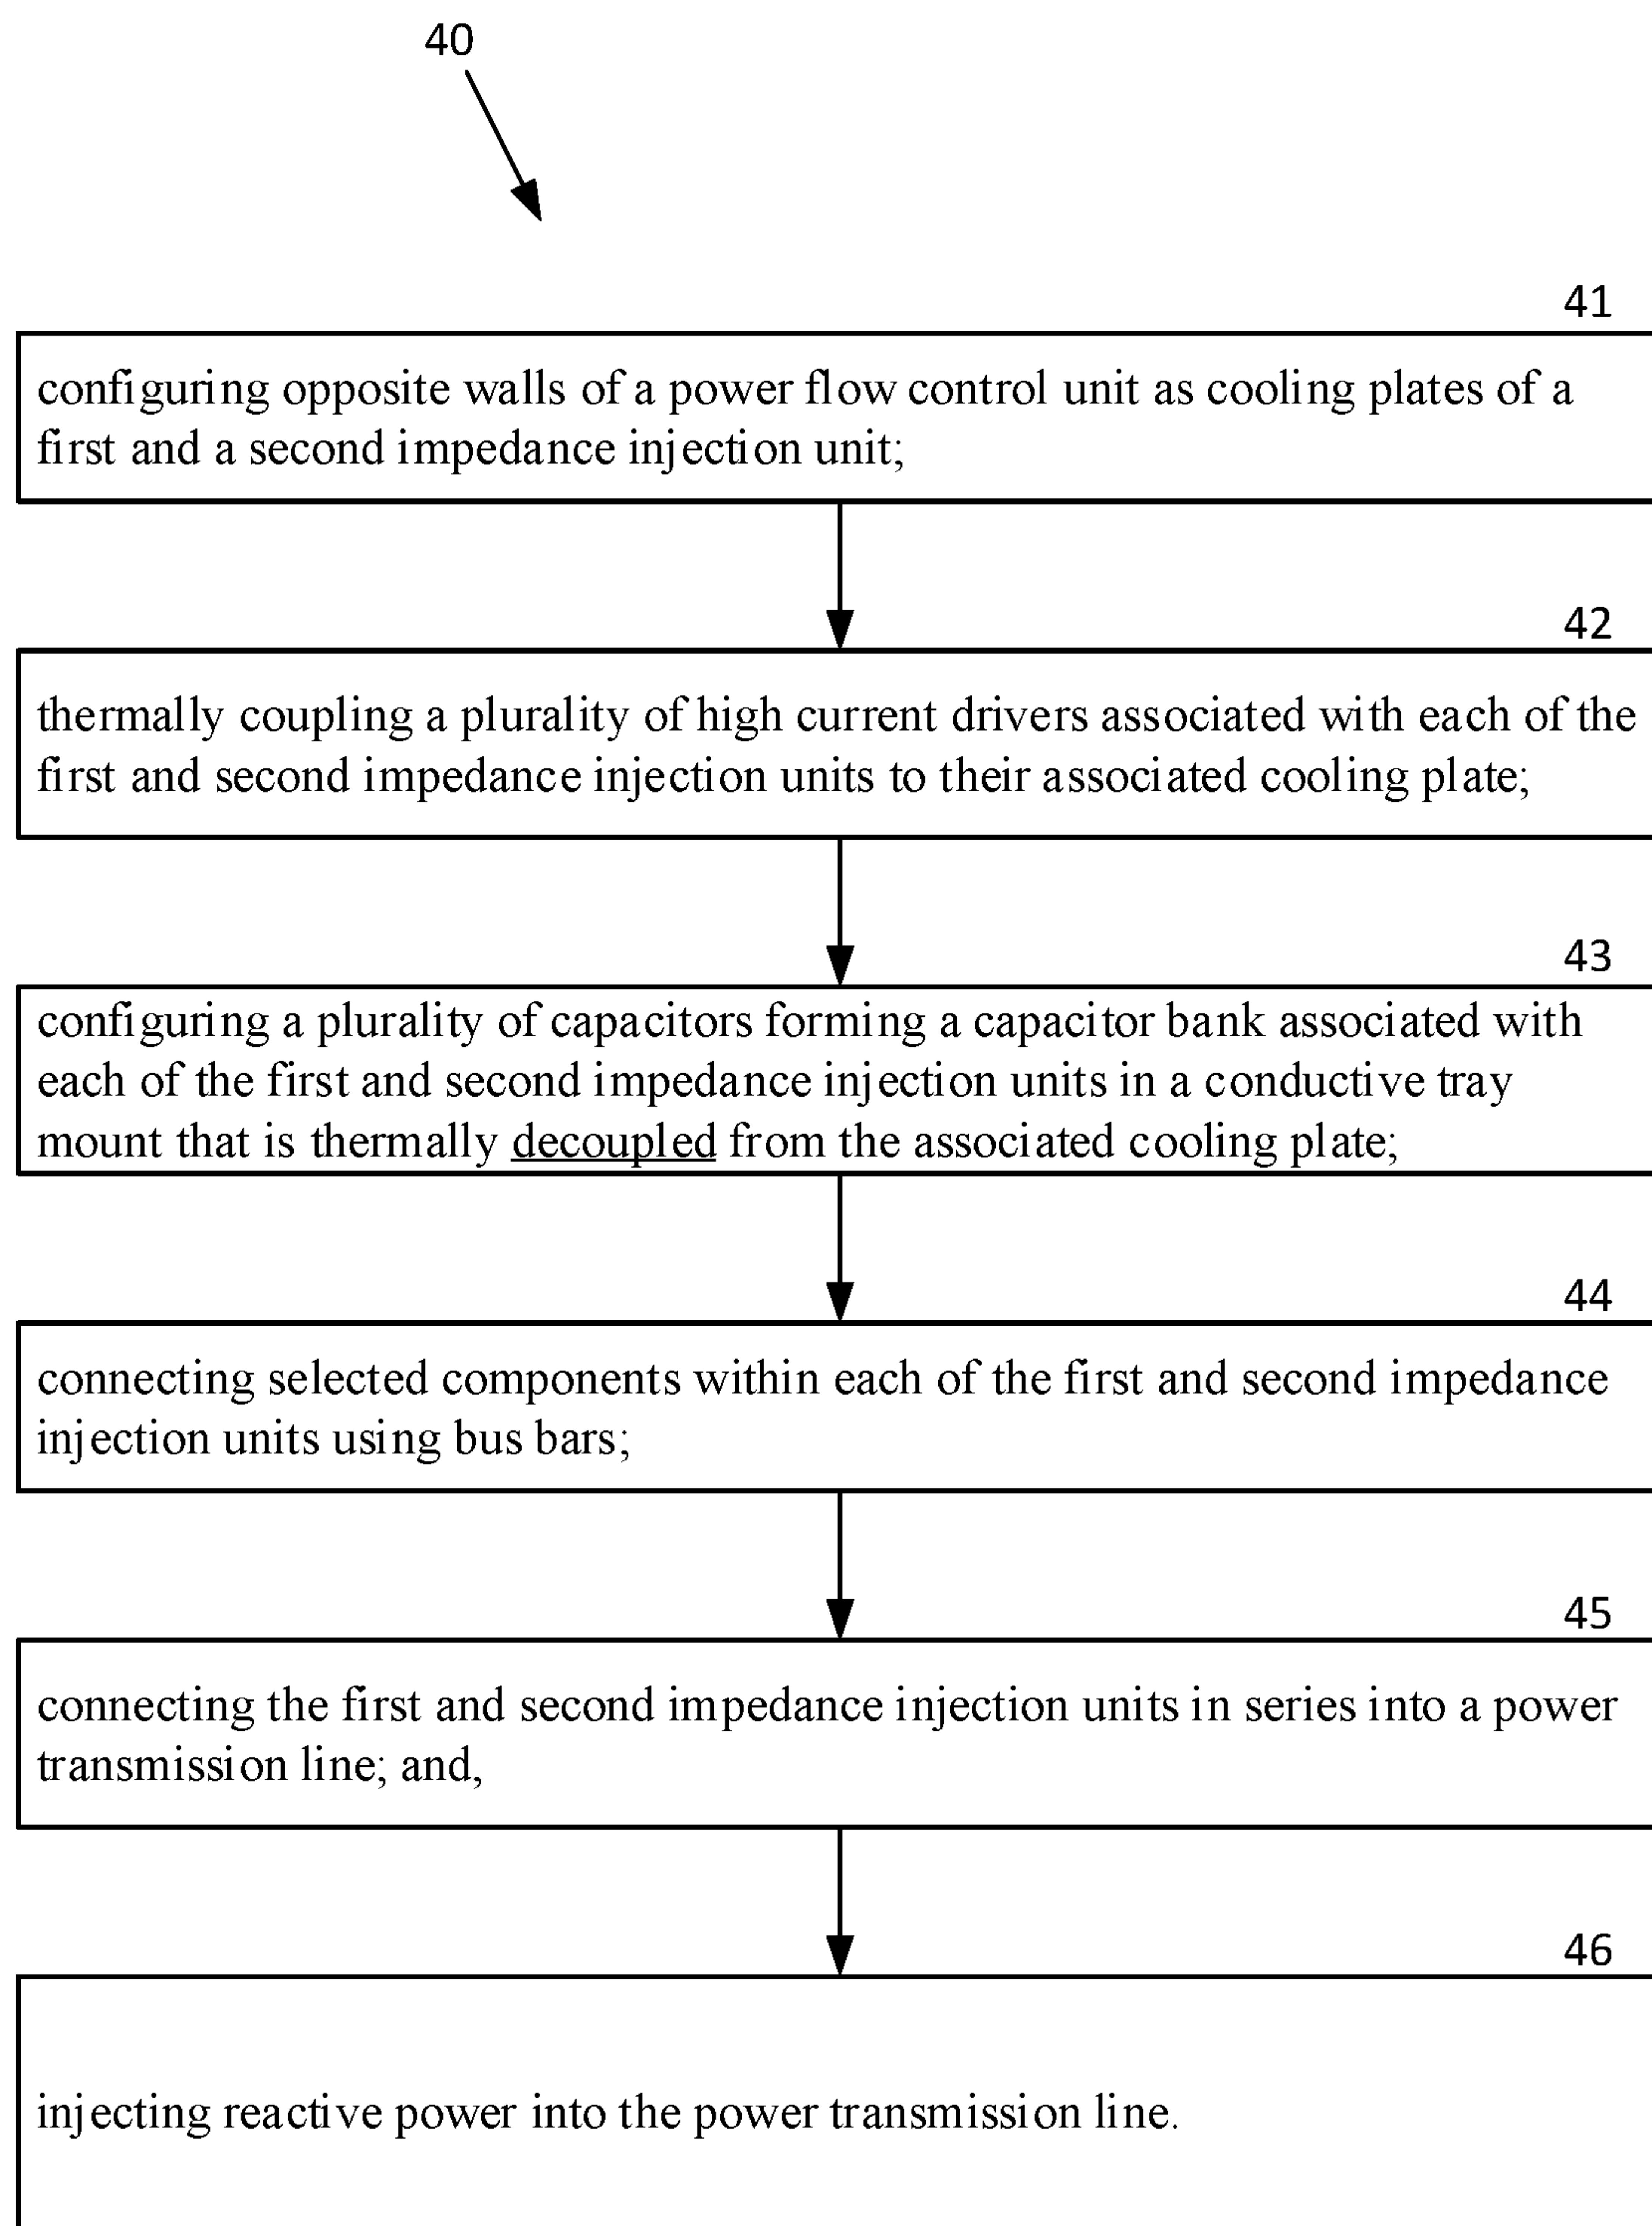 40
41
configuring opposite walls of a power flow control unit as cooling plates of a
first and a second impedance injection unit;
42
thermally coupling a plurality of high current drivers associated with each of the
first and second impedance injection units to their associated cooling plate;
43
configuring a plurality of capacitors forming a capacitor bank associated with
each of the first and second impedance injection units in a conductive tray
mount that is thermally decoupled from the associated cooling plate;
44
connecting selected components within each of the first and second impedance
injection units using bus bars;
45
connecting the first and second impedance injection units in series into a power
transmission line; and,
46
injecting reactive power into the power transmission line.